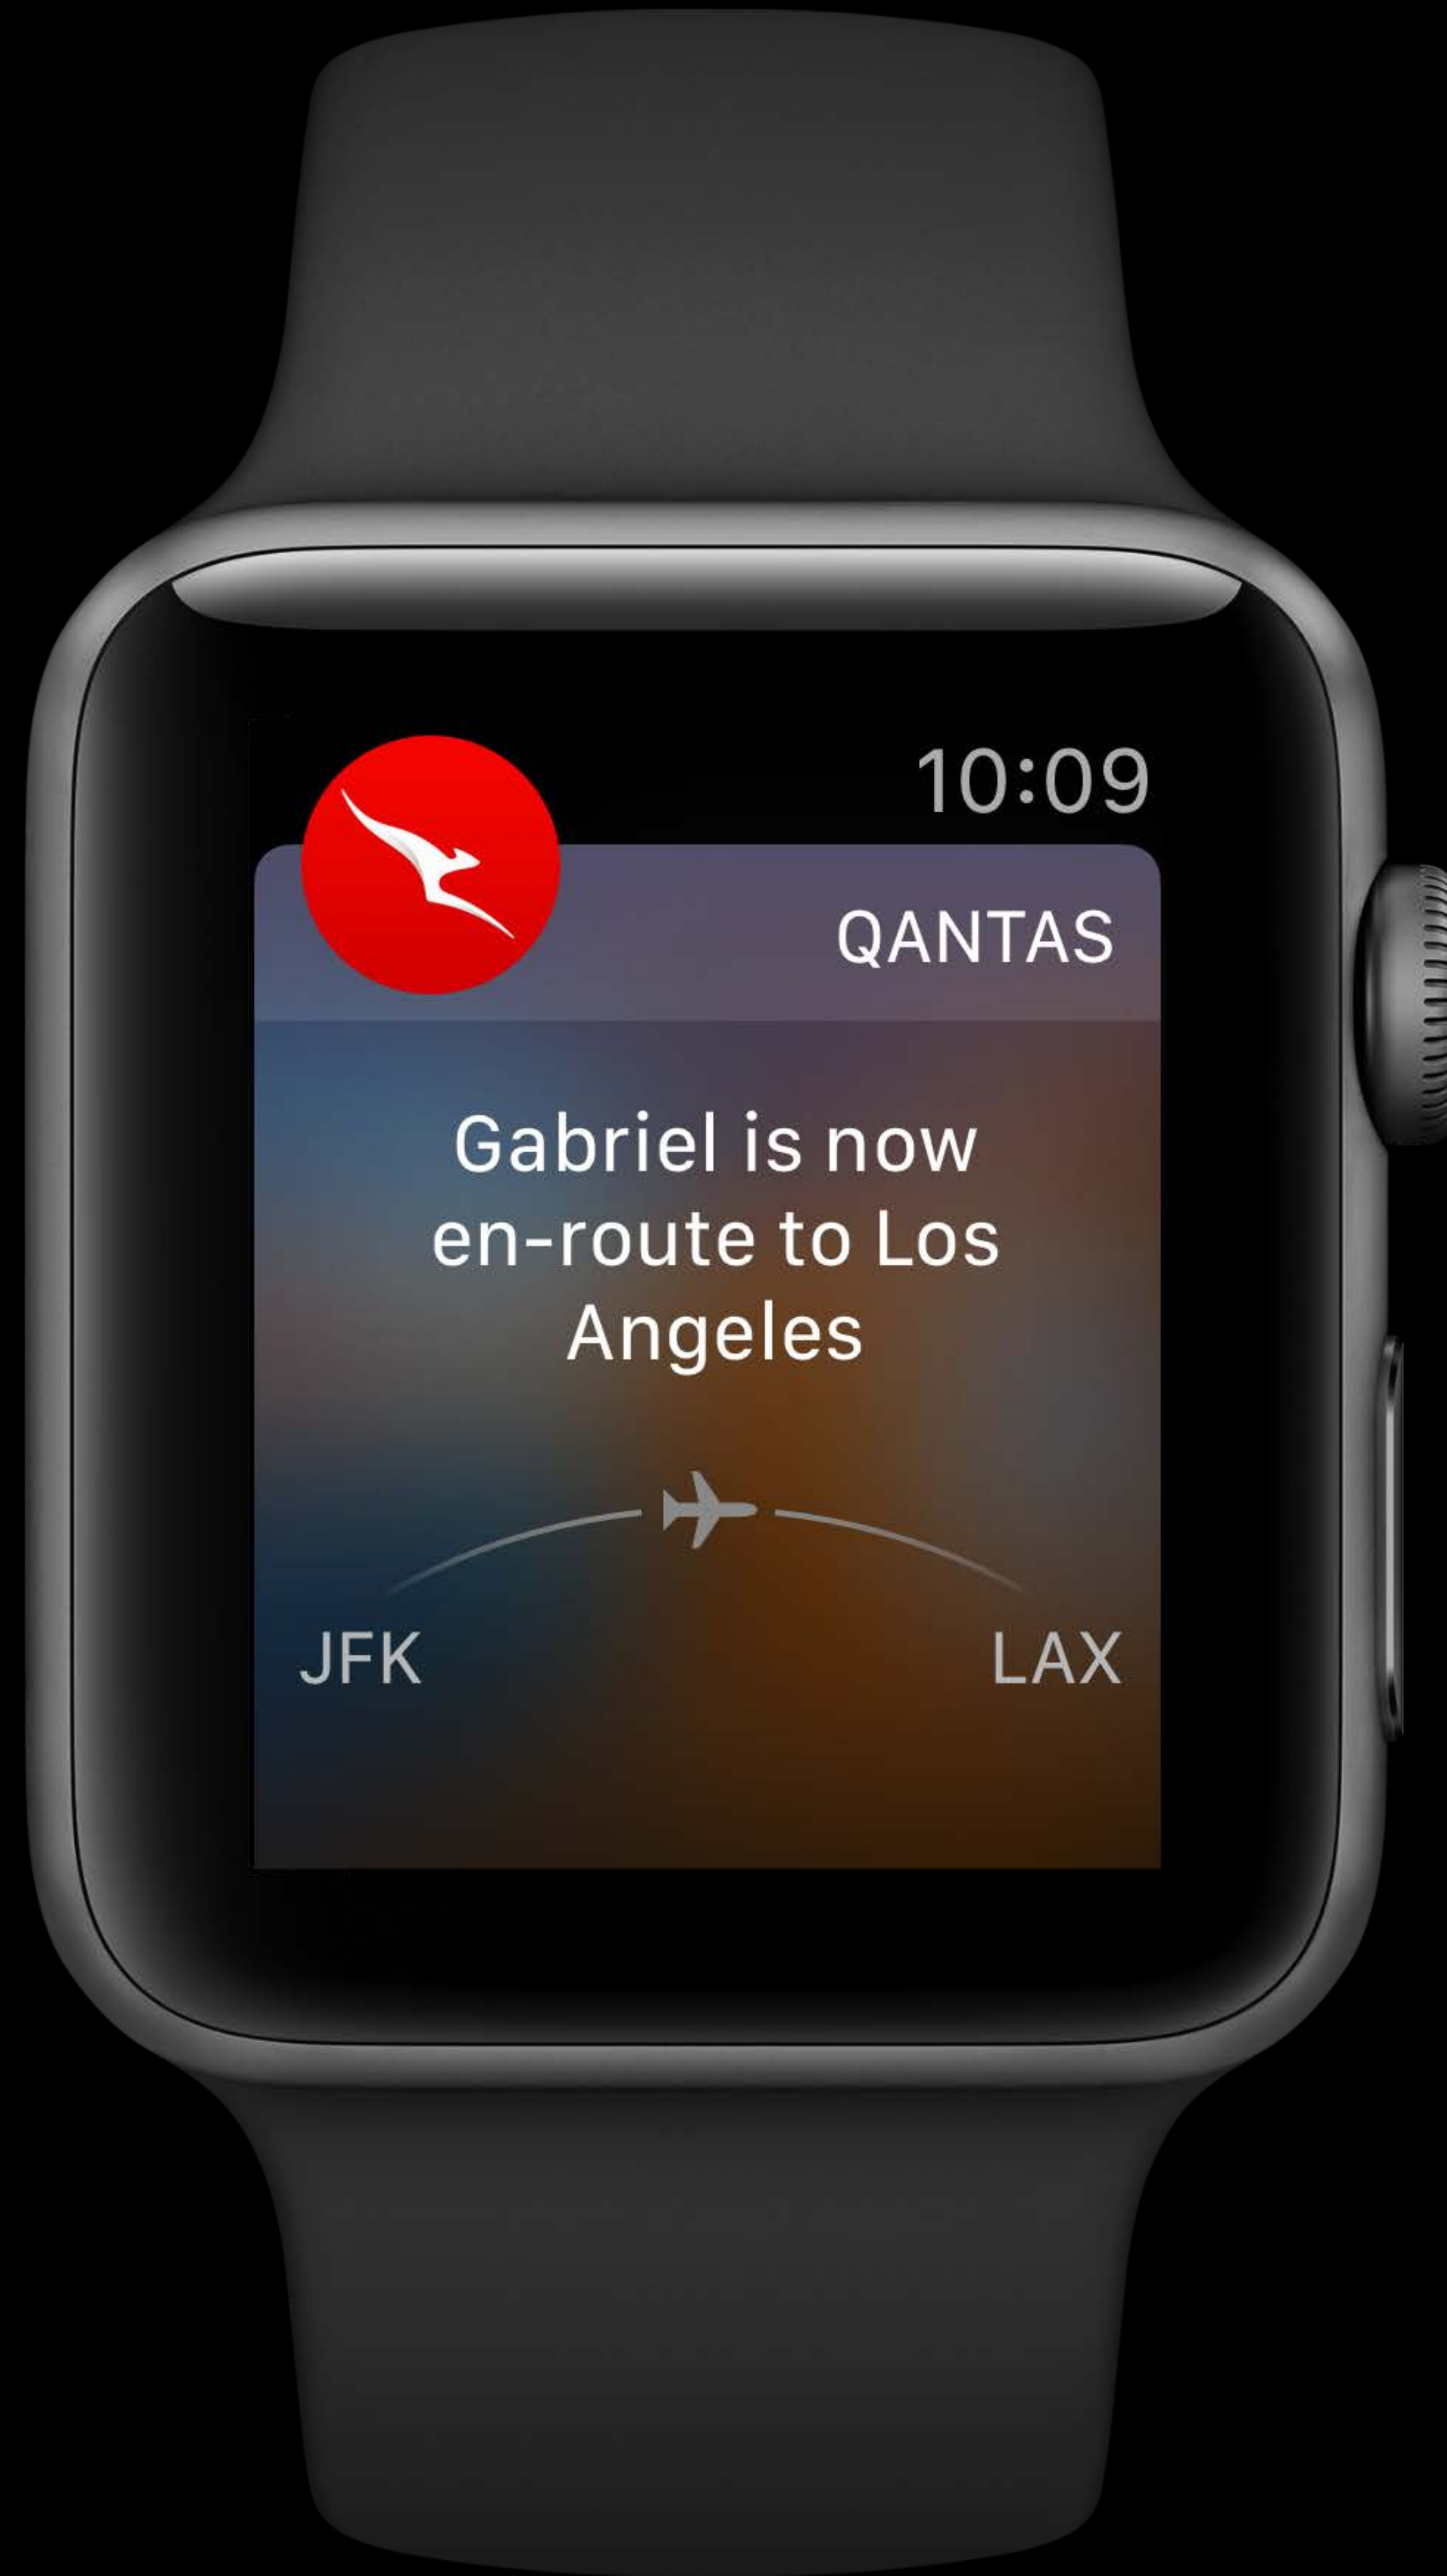 10:09
QANTAS
Gabriel is now
en-route to Los
Angeles
JFK
LAX